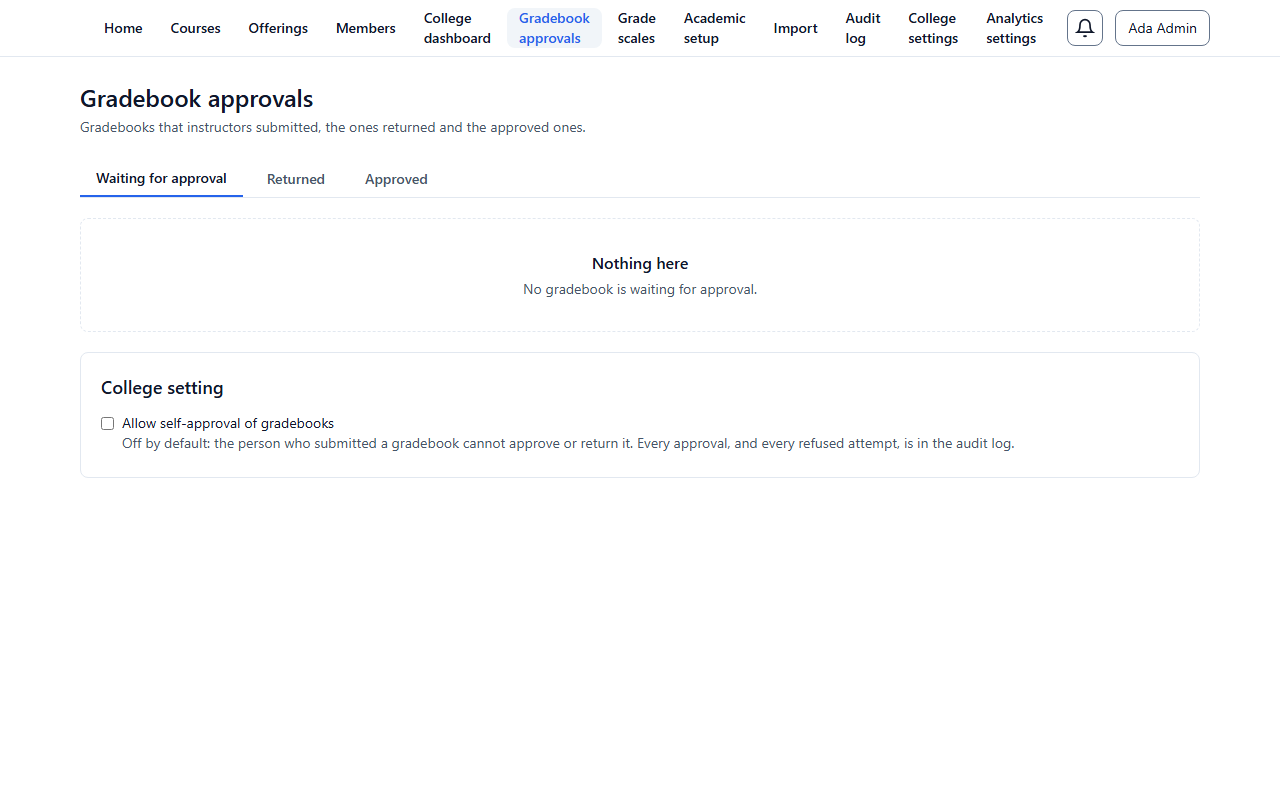 Home
Courses
Offerings
Members
College dashboard
Gradebook approvals
Grade scales
Academic setup
Import
Audit log
College settings
Analytics settings
Ada Admin
Gradebook approvals
Gradebooks that instructors submitted, the ones returned and the approved ones.
Waiting for approval
Returned
Approved
Nothing here
No gradebook is waiting for approval.
College setting
Allow self-approval of gradebooks
Off by default: the person who submitted a gradebook cannot approve or return it. Every approval, and every refused attempt, is in the audit log.